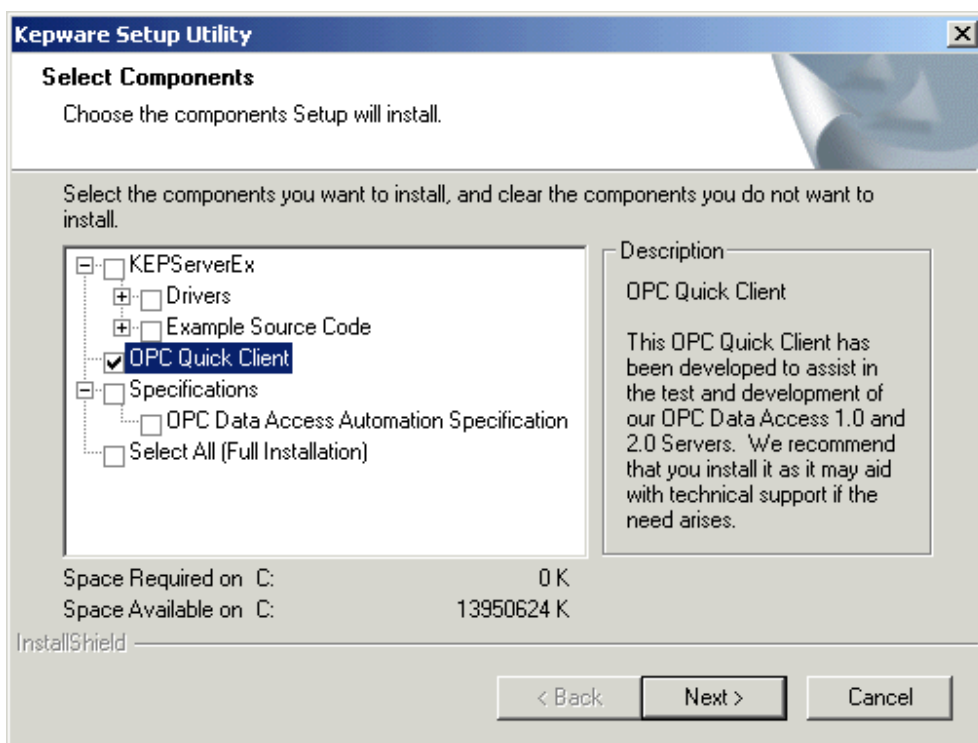 Kepware Setup Utility
Select Components
Choose the components Setup will install.
Select the components you want to install, and clear the components you do not want to
install.
KEPServerEx
Drivers
Example Source Code
OPC Quick Client
Specifications
OPC Data Access Automation Specification
Select All (Full Installation)
Description
OPC Quick Client
This OPC Quick Client has
been developed to assist in
the test and development of
our OPC Data Access 1.0 and
2.0 Servers. We recommend
that you install it as it may aid
with technical support if the
need arises.
Space Required on C: 0 K
Space Available on C: 13950624 K
InstallShield
< Back
Next >
Cancel